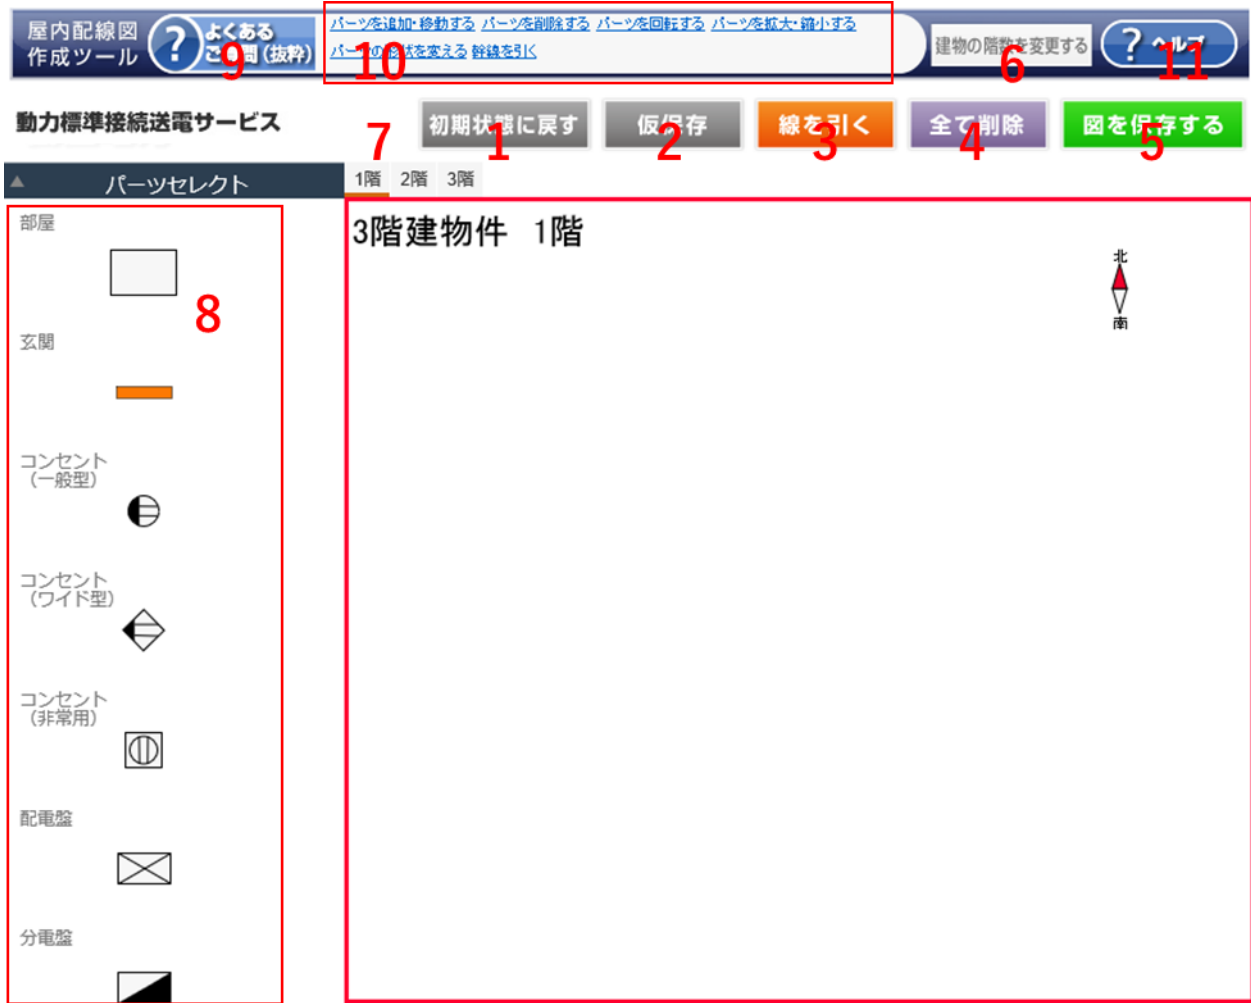 屋内配線図
作成ツール
? よくある
ご質問(抜粋)
9
パーツを追加・移動する パーツを削除する パーツを回転する パーツを拡大・縮小する
パーツの形状を変える 幹線を引く
10
建物の階数を変更する
6
? ヘルプ
11
動力標準接続送電サービス
7
初期状態に戻す
1
仮保存
2
線を引く
3
全て削除
4
図を保存する
5
パーツセレクト
1階 2階 3階
部屋
8
玄関
コンセント
(一般型)
コンセント
(ワイド型)
コンセント
(非常用)
配電盤
分電盤
3階建物件 1階
北
南